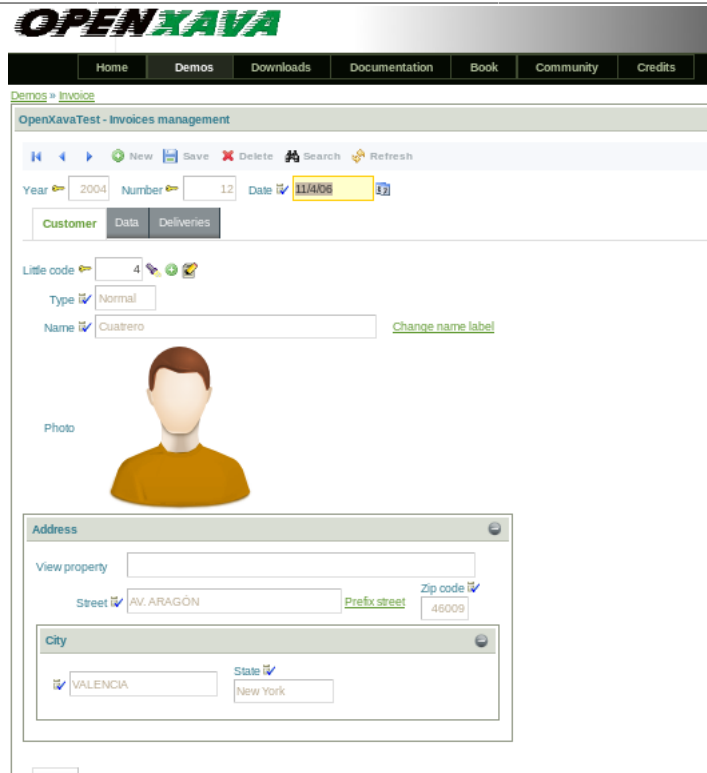 OPENXAVA
Home Demos Downloads Documentation Book Community Credits
Demos » Invoice
OpenXavaTest - Invoices management
New Save Delete Search Refresh
Year 2004 Number 12 Date 11/4/06
Customer Data Deliveries
Little code 4
Type Normal
Name Cuatrero Change name label
Photo
Address
View property
Zip code
Street AV. ARAGÓN Prefix street 46009
City
State
VALENCIA New York